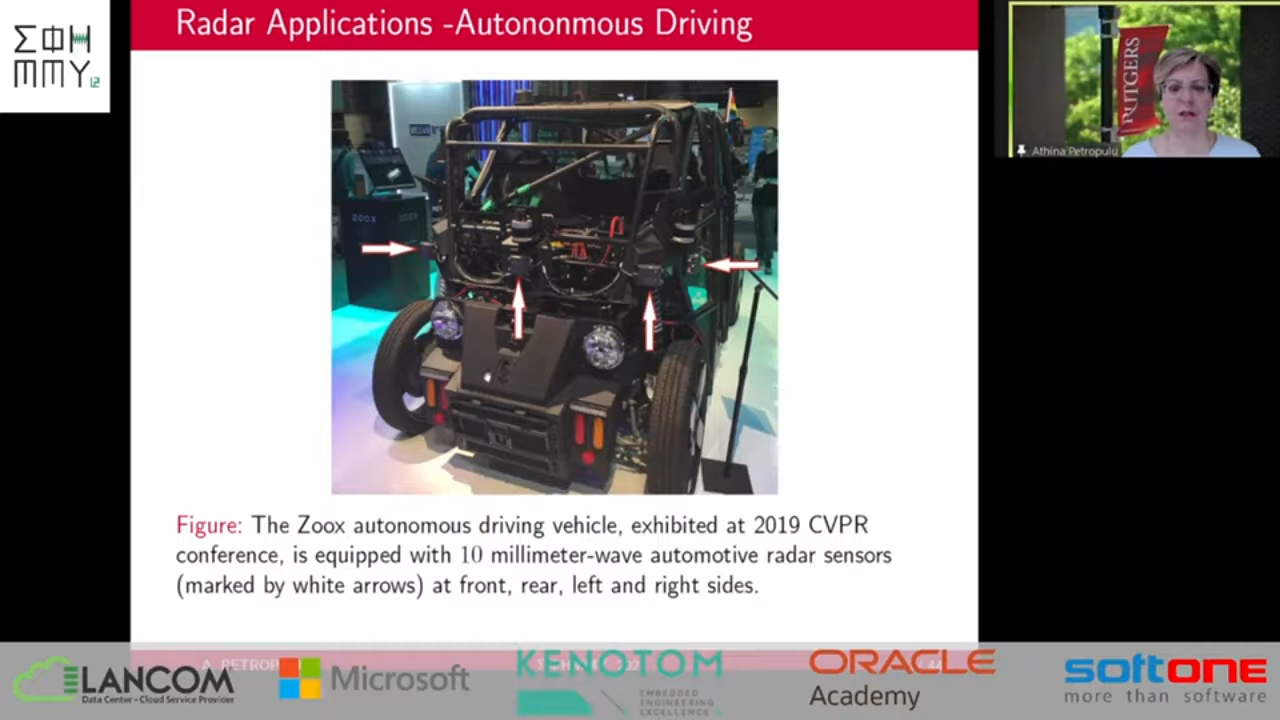 ΣΦΗ
ΜΜΥ12
Radar Applications -Autononmous Driving
RUTGERS
Athina Petropulu
ZOOX
Figure: The Zoox autonomous driving vehicle, exhibited at 2019 CVPR
conference, is equipped with 10 millimeter-wave automotive radar sensors
(marked by white arrows) at front, rear, left and right sides.
LANCOM
Data Center - Cloud Service Provider
Microsoft
KENOTOM
EMBEDDED
ENGINEERING
EXCELLENCE
ORACLE
Academy
softone
more than software